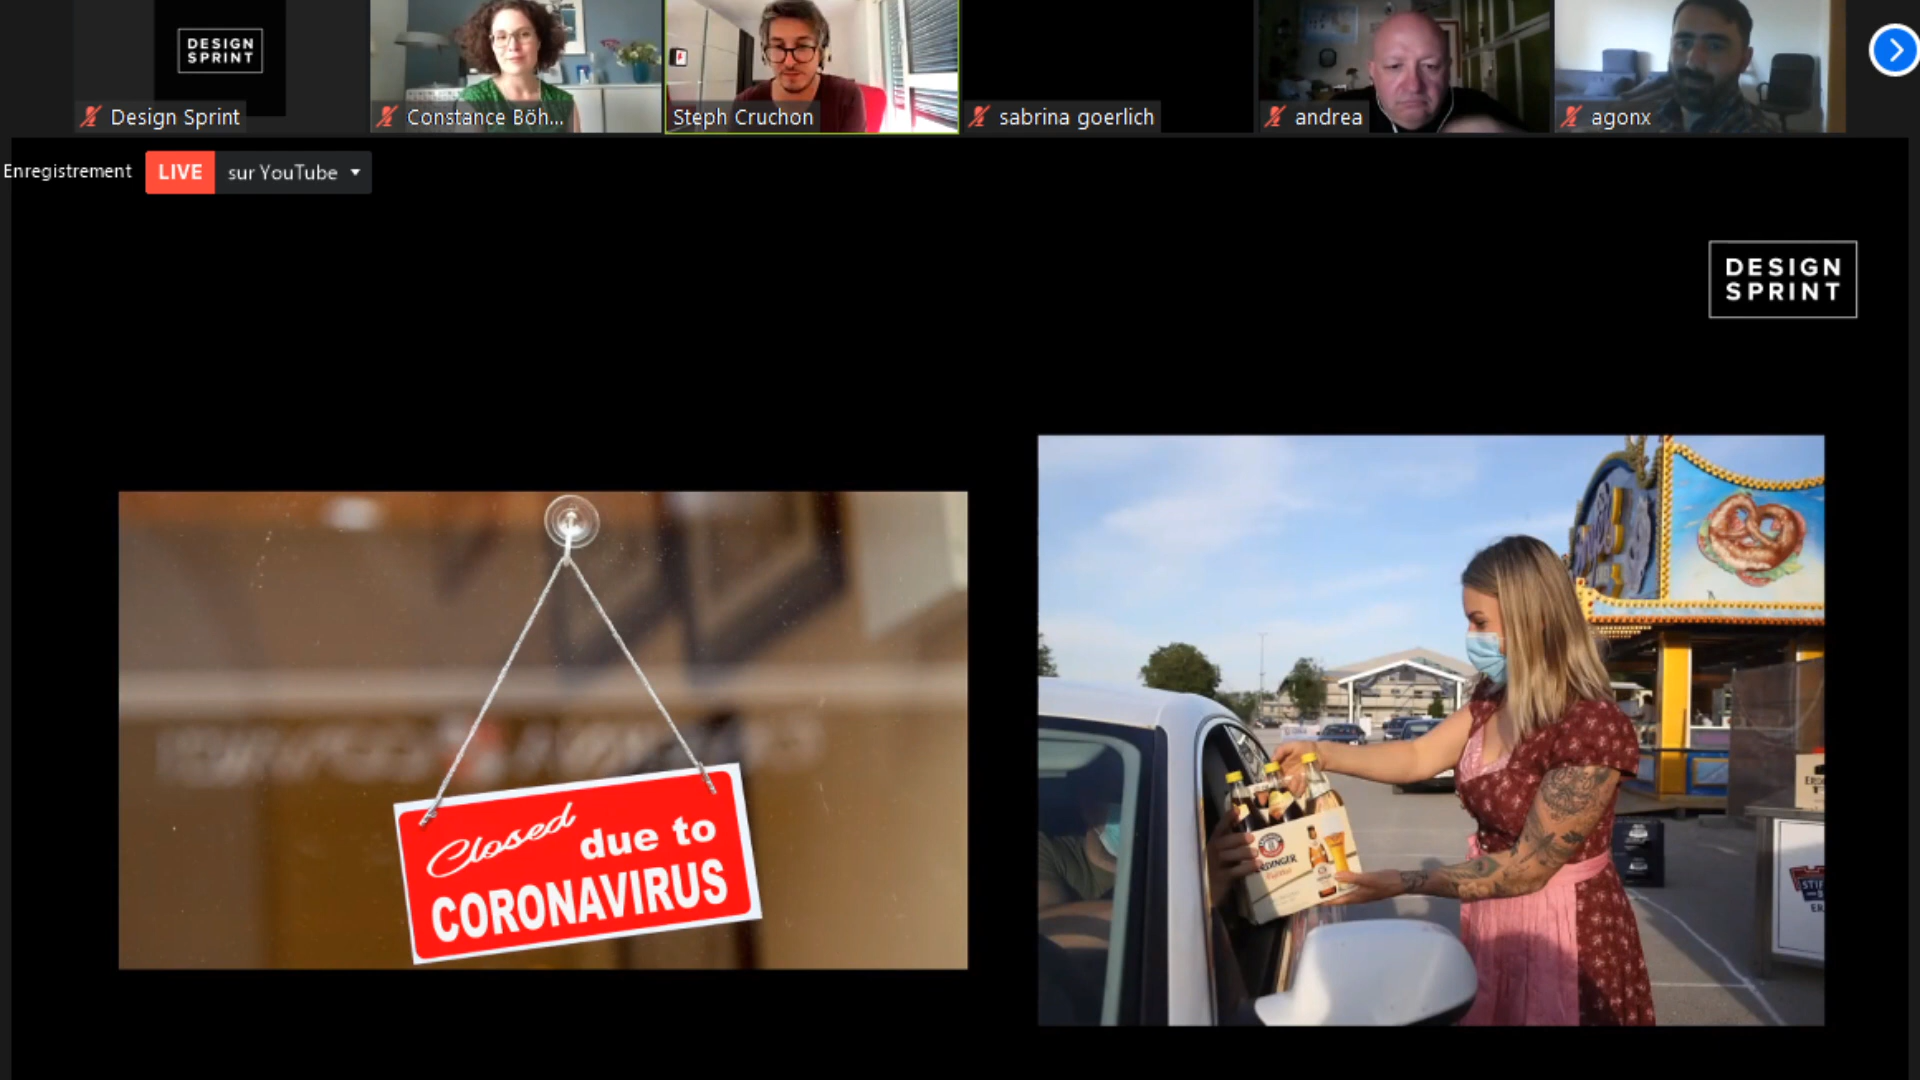 DESIGN
SPRINT
Design Sprint
Constance Böh...
Steph Cruchon
sabrina goerlich
andrea
agonx
Enregistrement
LIVE
sur YouTube
DESIGN
SPRINT
Closed due to
CORONAVIRUS
ERDINGER